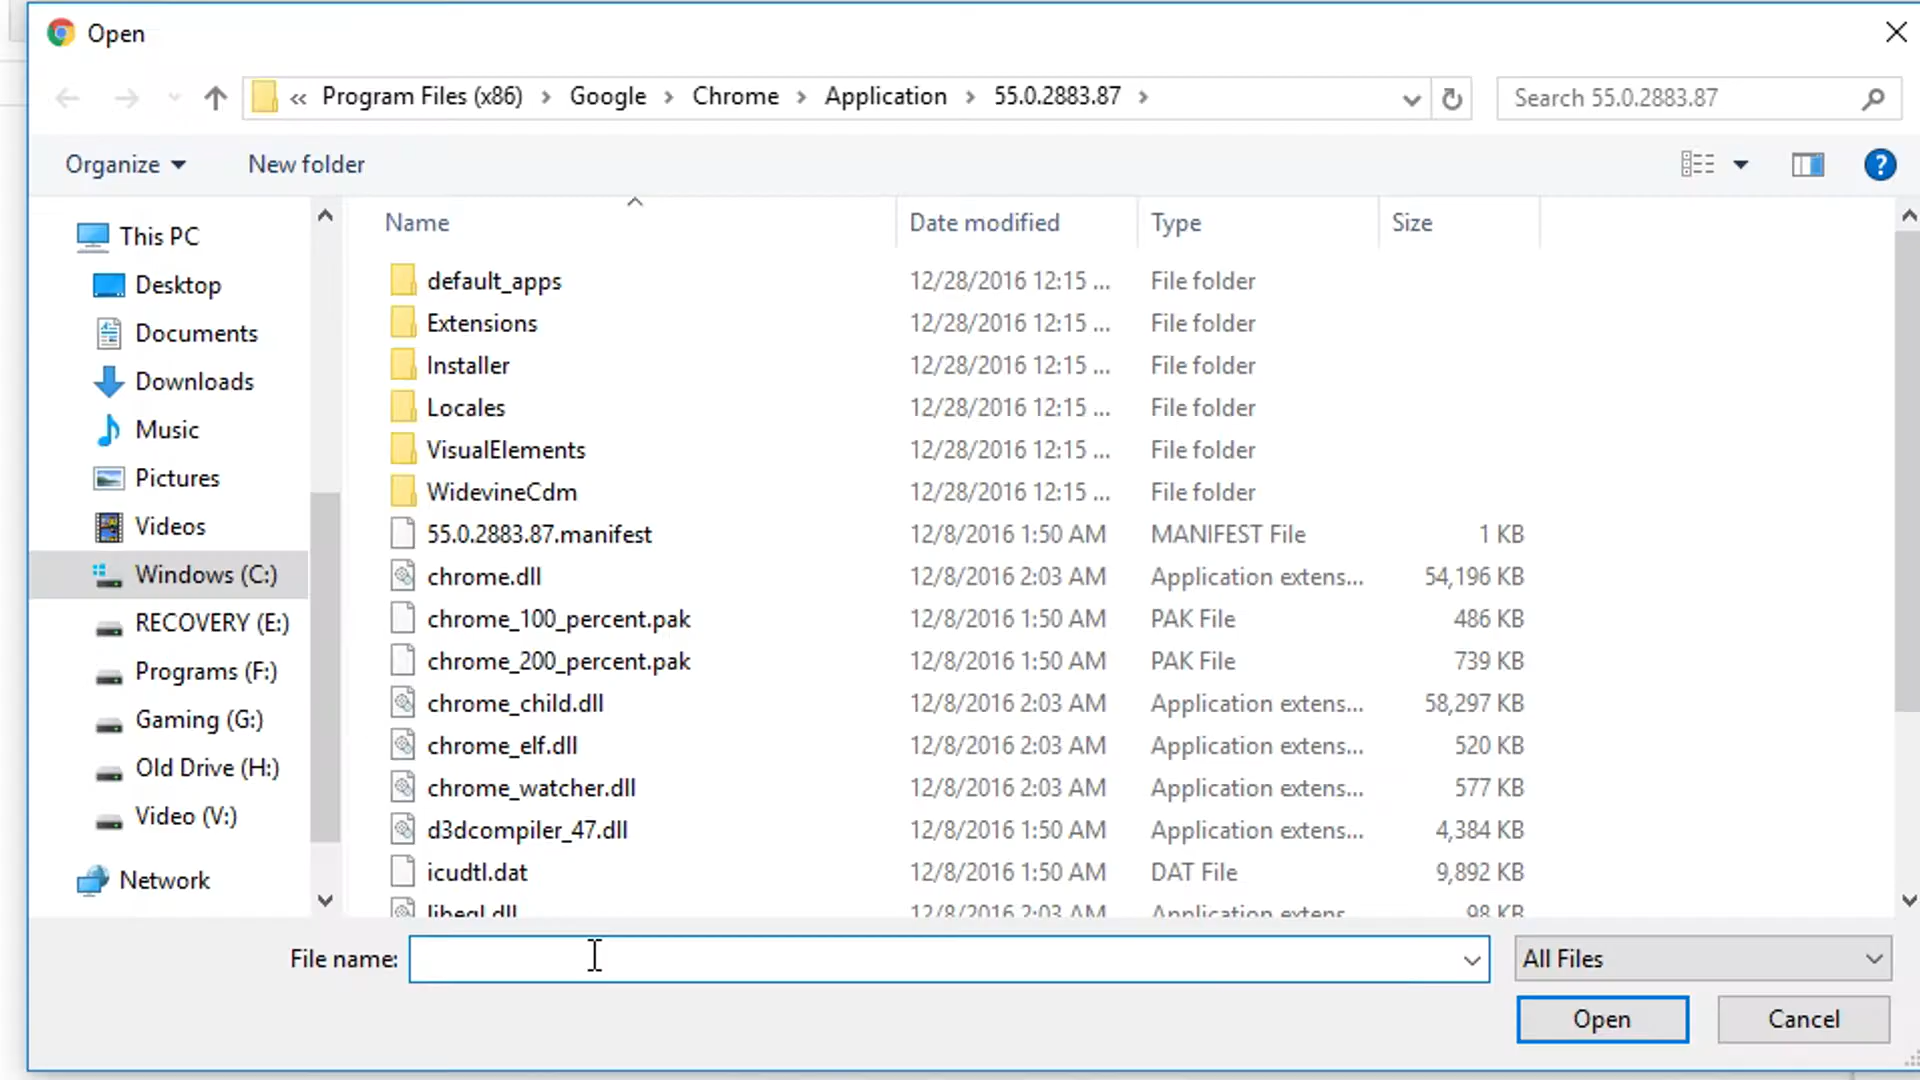 Open
« Program Files (x86) > Google > Chrome > Application > 55.0.2883.87 >
Search 55.0.2883.87
Organize
New folder
?
This PC
Desktop
Documents
Downloads
Music
Pictures
Videos
Windows (C:)
RECOVERY (E:)
Programs (F:)
Gaming (G:)
Old Drive (H:)
Video (V:)
Network
Name Date modified Type Size
default_apps 12/28/2016 12:15 ... File folder
Extensions 12/28/2016 12:15 ... File folder
Installer 12/28/2016 12:15 ... File folder
Locales 12/28/2016 12:15 ... File folder
VisualElements 12/28/2016 12:15 ... File folder
WidevineCdm 12/28/2016 12:15 ... File folder
55.0.2883.87.manifest 12/8/2016 1:50 AM MANIFEST File 1 KB
chrome.dll 12/8/2016 2:03 AM Application extens... 54,196 KB
chrome_100_percent.pak 12/8/2016 1:50 AM PAK File 486 KB
chrome_200_percent.pak 12/8/2016 1:50 AM PAK File 739 KB
chrome_child.dll 12/8/2016 2:03 AM Application extens... 58,297 KB
chrome_elf.dll 12/8/2016 2:03 AM Application extens... 520 KB
chrome_watcher.dll 12/8/2016 2:03 AM Application extens... 577 KB
d3dcompiler_47.dll 12/8/2016 1:50 AM Application extens... 4,384 KB
icudtl.dat 12/8/2016 1:50 AM DAT File 9,892 KB
libegl.dll 12/8/2016 2:03 AM Application extens 98 KB
File name:
All Files
Open
Cancel